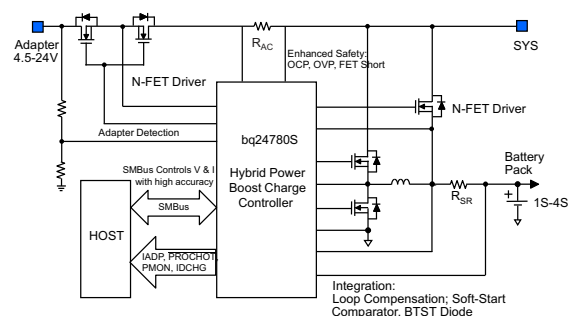 Adapter
4.5-24V
N-FET Driver
R_AC
Enhanced Safety:
OCP, OVP, FET Short
SYS
N-FET Driver
Adapter Detection
bq24780S
Hybrid Power
Boost Charge
Controller
SMBus Controls V & I
with high accuracy
SMBus
HOST
IADP, PROCHOT,
PMON, IDCHG
Battery
Pack
R_SR
+
1S-4S
Integration:
Loop Compensation; Soft-Start
Comparator, BTST Diode